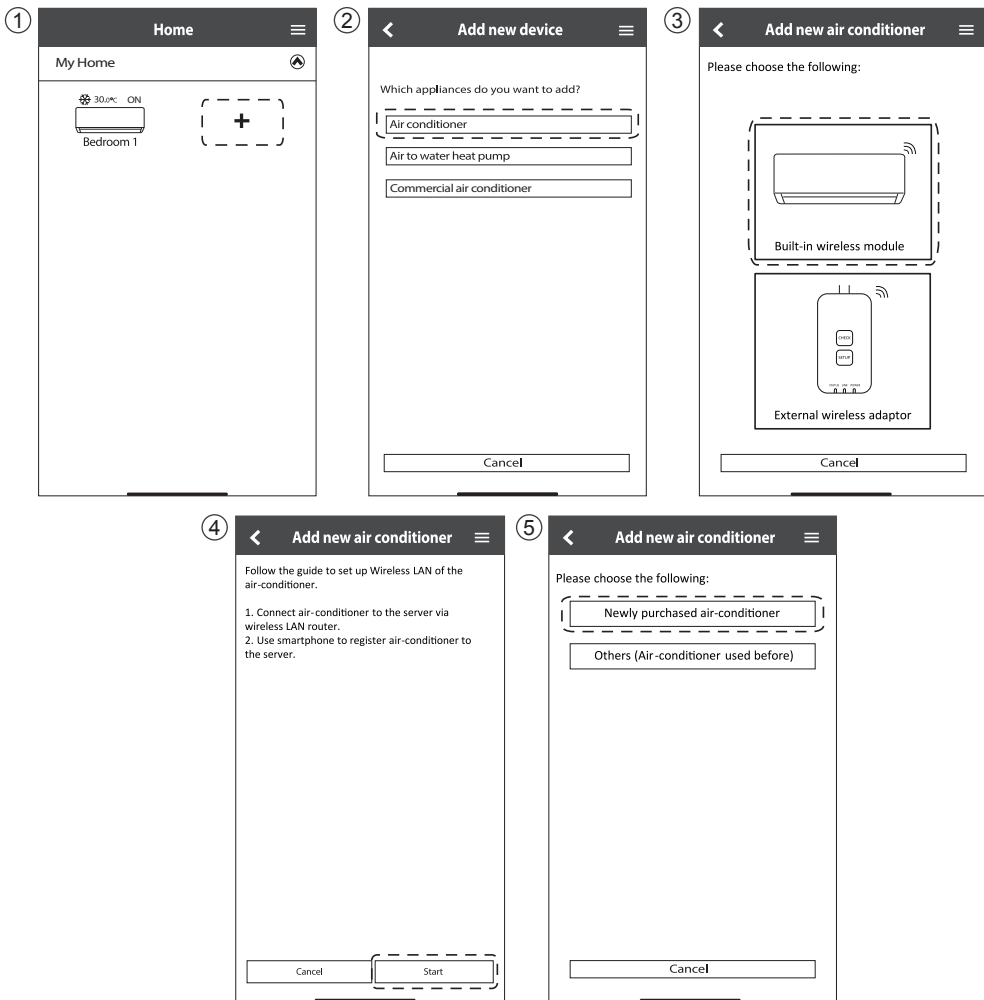 ①
Home
My Home
30.0℃ ON
+
Bedroom 1
②
Add new device
Which appliances do you want to add?
Air conditioner
Air to water heat pump
Commercial air conditioner
Cancel
③
Add new air conditioner
Please choose the following:
Built-in wireless module
CHECK
SETUP
STATUS LINK POWER
External wireless adaptor
Cancel
④
Add new air conditioner
Follow the guide to set up Wireless LAN of the
air-conditioner.
1. Connect air-conditioner to the server via
wireless LAN router.
2. Use smartphone to register air-conditioner to
the server.
Cancel Start
⑤
Add new air conditioner
Please choose the following:
Newly purchased air-conditioner
Others (Air-conditioner used before)
Cancel